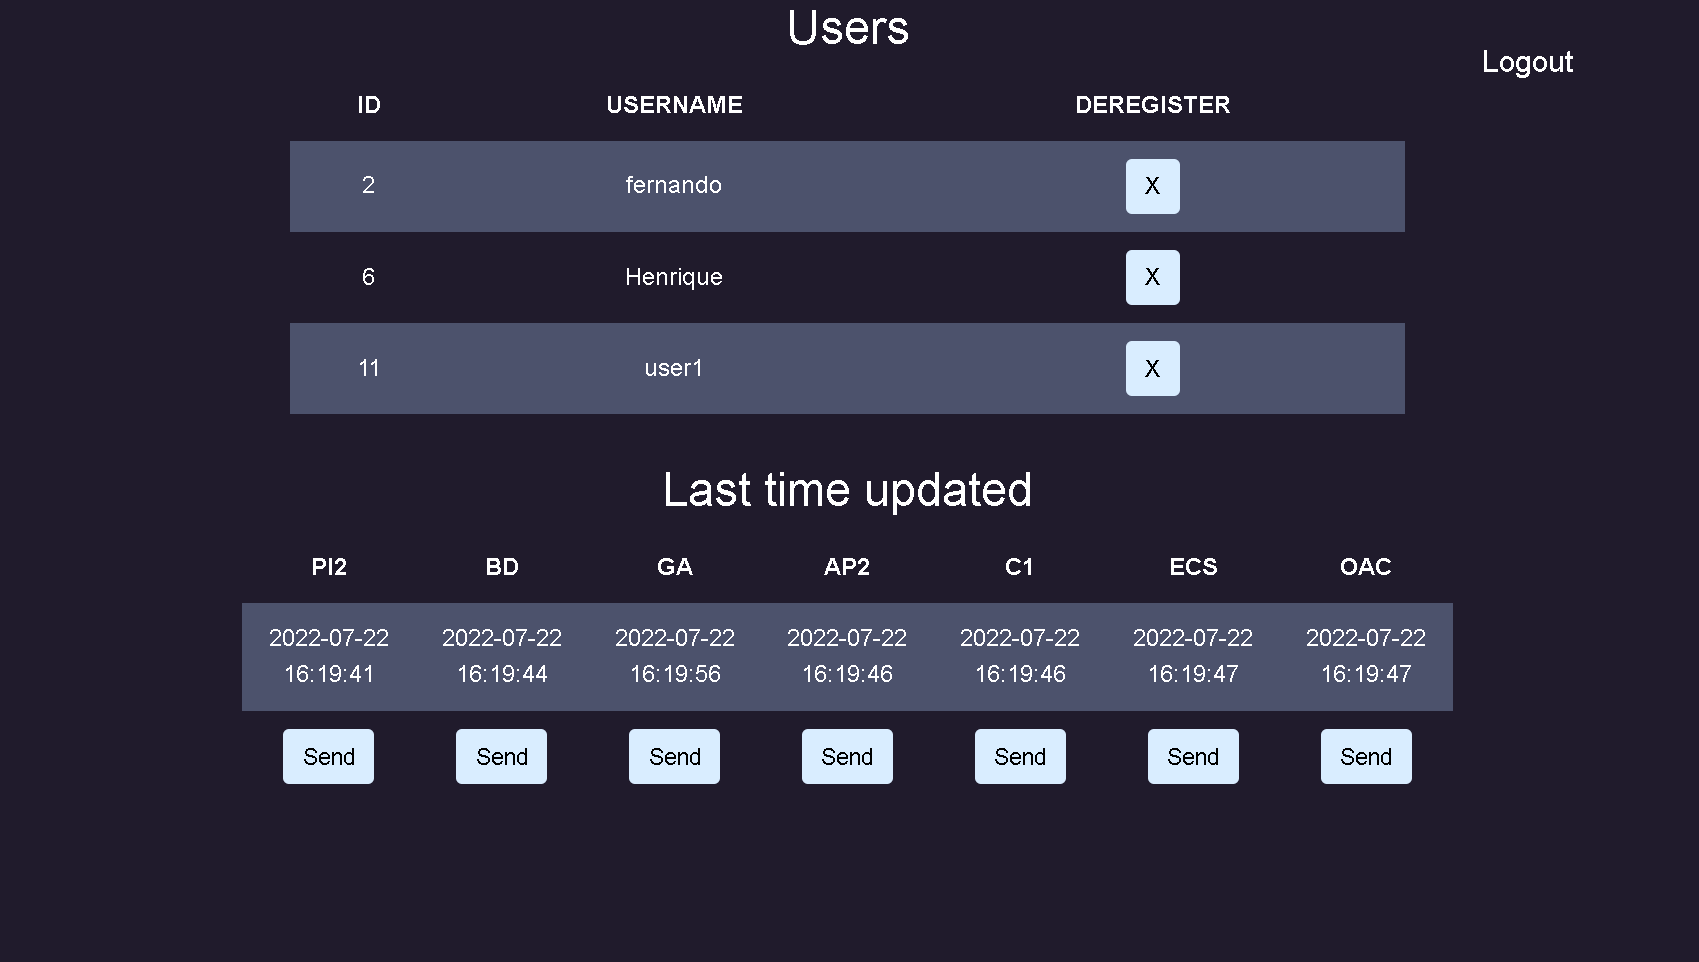 Users
Logout
ID USERNAME DEREGISTER
2 fernando X
6 Henrique X
11 user1 X
Last time updated
PI2 BD GA AP2 C1 ECS OAC
2022-07-22 2022-07-22 2022-07-22 2022-07-22 2022-07-22 2022-07-22 2022-07-22
16:19:41 16:19:44 16:19:56 16:19:46 16:19:46 16:19:47 16:19:47
Send Send Send Send Send Send Send